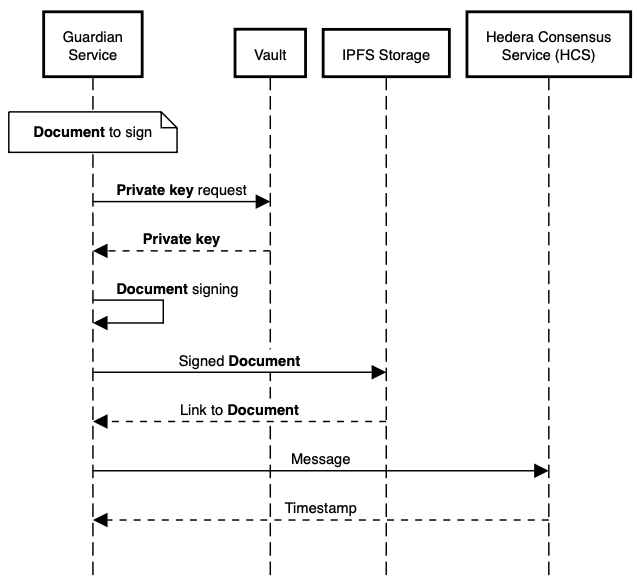 Guardian
Service
Vault
IPFS Storage
Hedera Consensus
Service (HCS)
Document to sign
Private key request
Private key
Document signing
Signed Document
Link to Document
Message
Timestamp